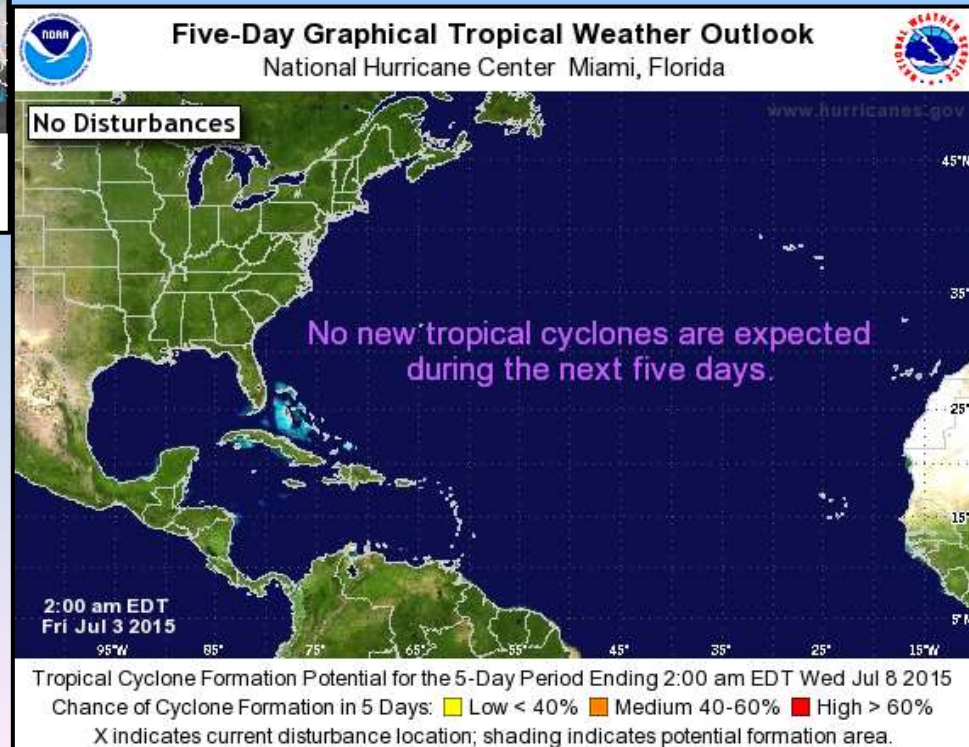 NOAA
Five-Day Graphical Tropical Weather Outlook
National Hurricane Center Miami, Florida
NATIONAL WEATHER SERVICE
No Disturbances
www.hurricanes.gov
45°N
35°
No new tropical cyclones are expected
during the next five days.
25°
15°
2:00 am EDT
Fri Jul 3 2015
5°N
95°W 85° 75° 65° 55° 45° 35° 25° 15°W
Tropical Cyclone Formation Potential for the 5-Day Period Ending 2:00 am EDT Wed Jul 8 2015
Chance of Cyclone Formation in 5 Days: Low < 40% Medium 40-60% High > 60%
X indicates current disturbance location; shading indicates potential formation area.